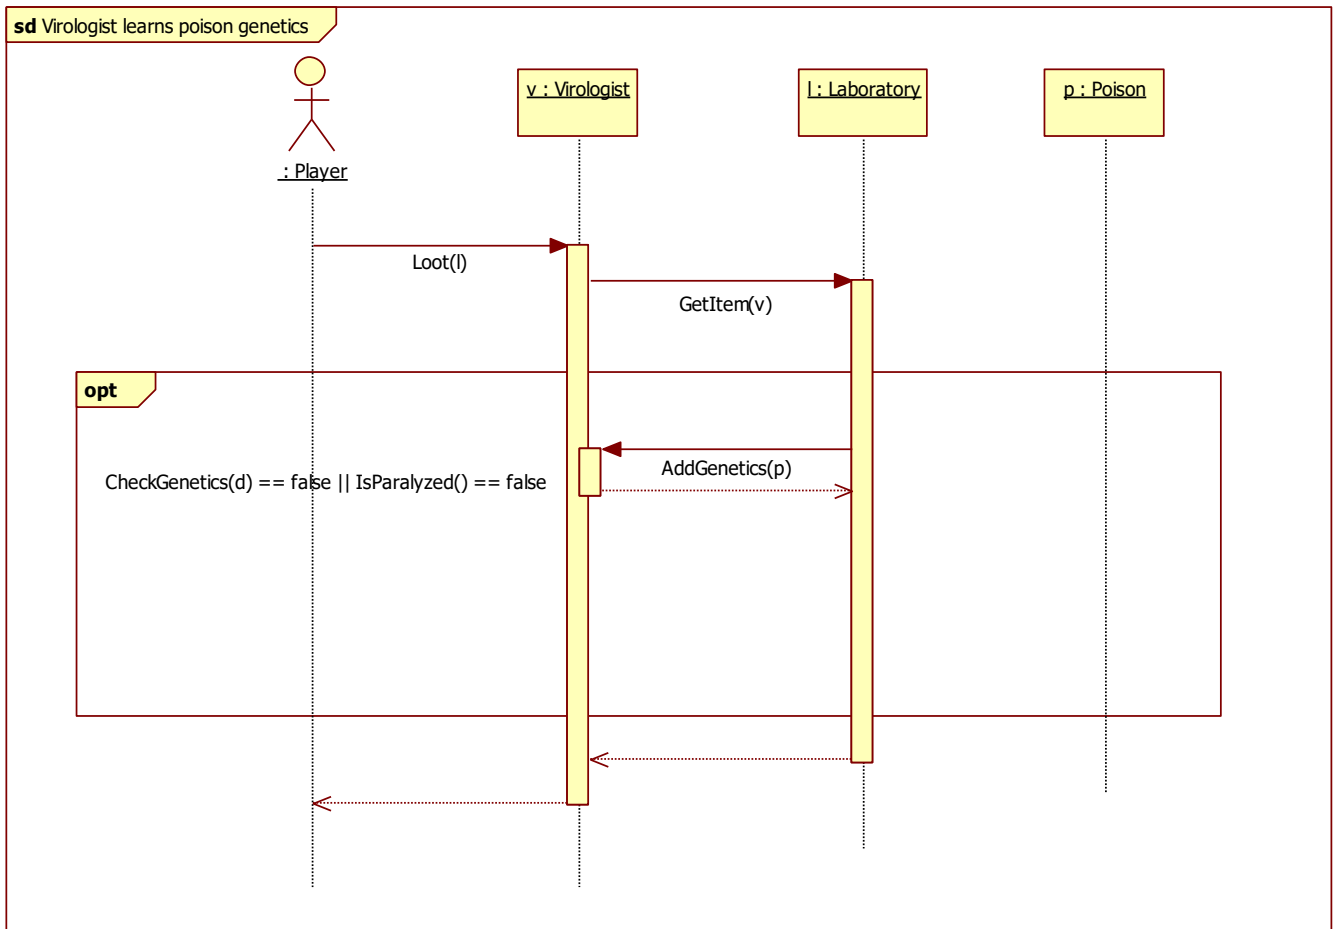 sd Virologist learns poison genetics
v : Virologist
l : Laboratory
p : Poison
: Player
Loot(l)
GetItem(v)
opt
AddGenetics(p)
CheckGenetics(d) == false || IsParalyzed() == false